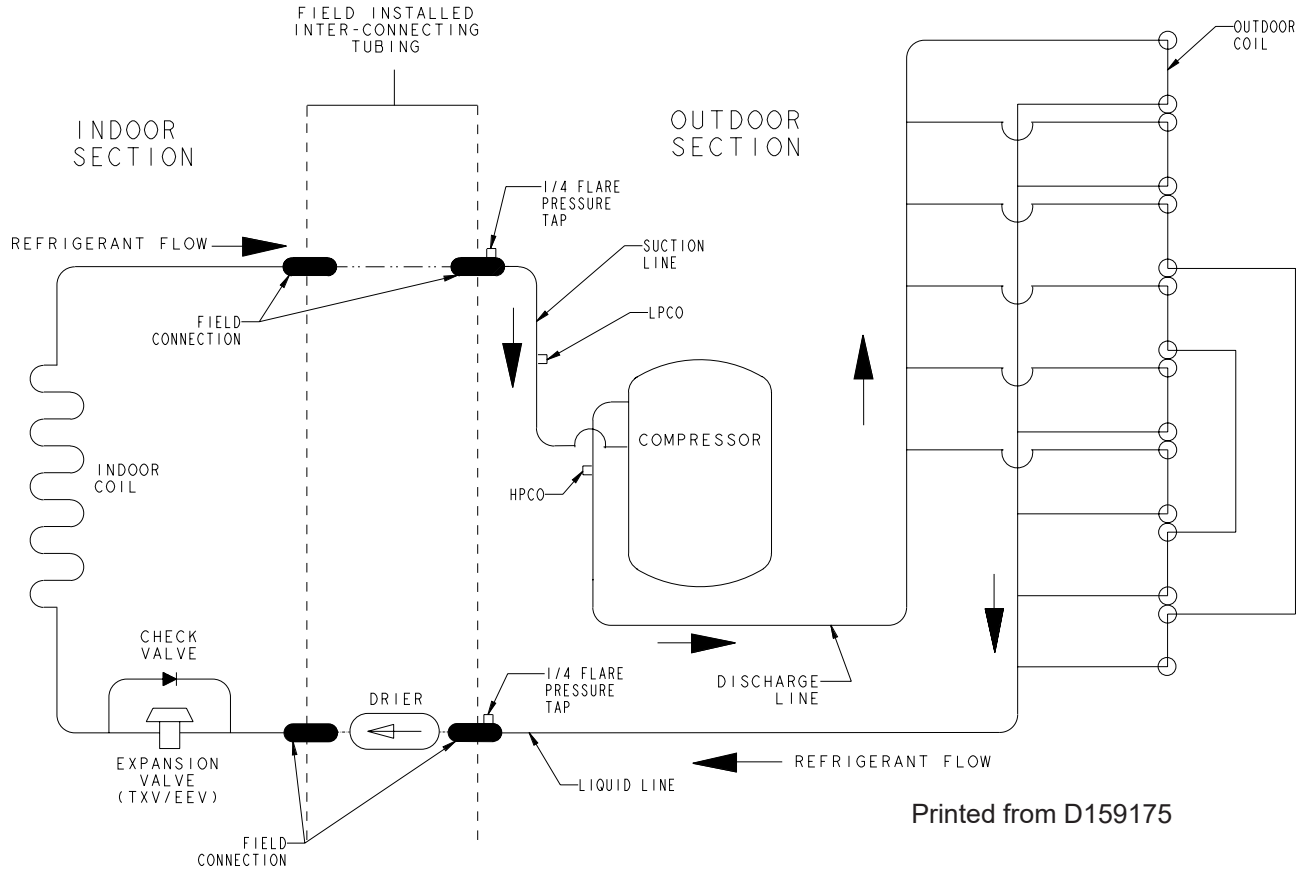 FIELD INSTALLED
INTER-CONNECTING
TUBING
OUTDOOR
COIL
INDOOR
SECTION
OUTDOOR
SECTION
1/4 FLARE
PRESSURE
TAP
REFRIGERANT FLOW
SUCTION
LINE
FIELD
CONNECTION
LPCO
COMPRESSOR
INDOOR
COIL
HPCO
CHECK
VALVE
DRIER
1/4 FLARE
PRESSURE
TAP
DISCHARGE
LINE
EXPANSION
VALVE
(TXV/EEV)
LIQUID LINE
REFRIGERANT FLOW
Printed from D159175
FIELD
CONNECTION